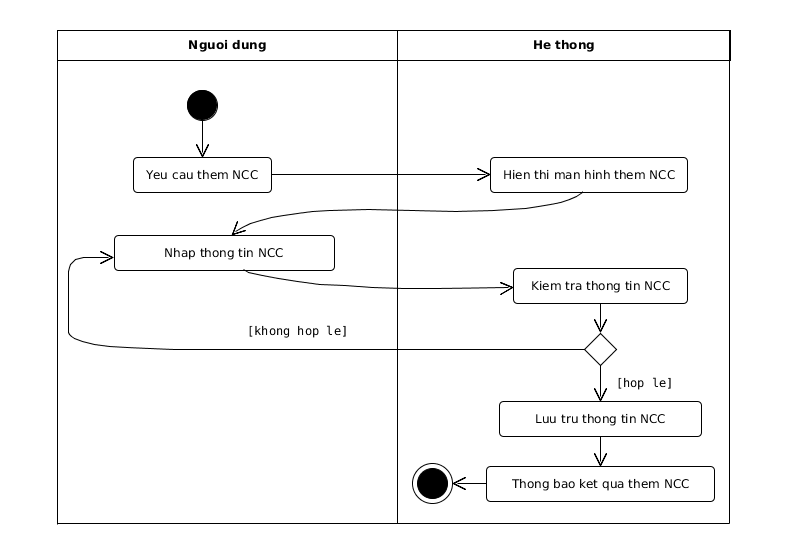 Nguoi dung
He thong
Yeu cau them NCC
Hien thi man hinh them NCC
Nhap thong tin NCC
Kiem tra thong tin NCC
[khong hop le]
[hop le]
Luu tru thong tin NCC
Thong bao ket qua them NCC